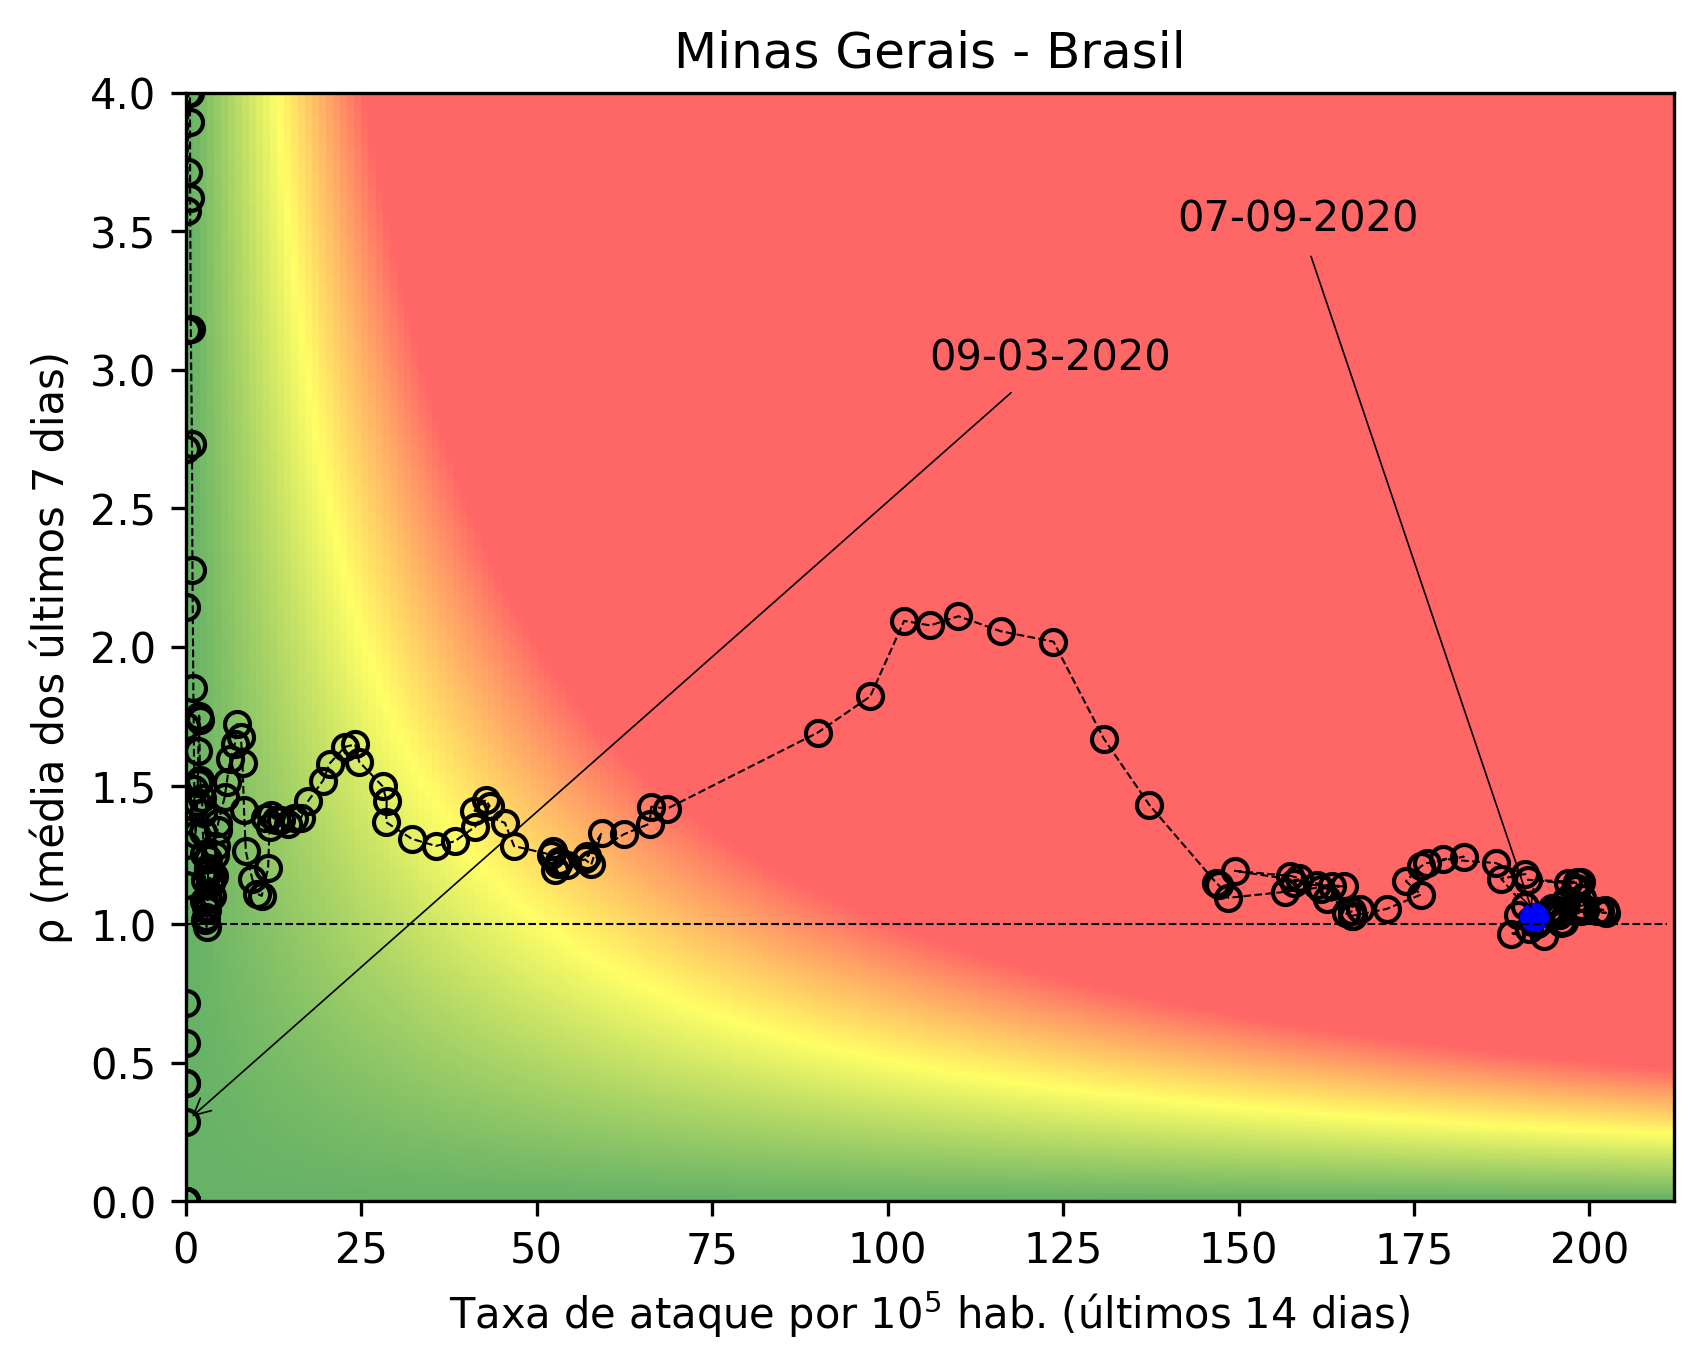 Minas Gerais - Brasil
4.0
3.5
3.0
2.5
2.0
1.5
1.0
0.5
0.0
ρ (média dos últimos 7 dias)
07-09-2020
09-03-2020
0 25 50 75 100 125 150 175 200
Taxa de ataque por 10⁵ hab. (últimos 14 dias)